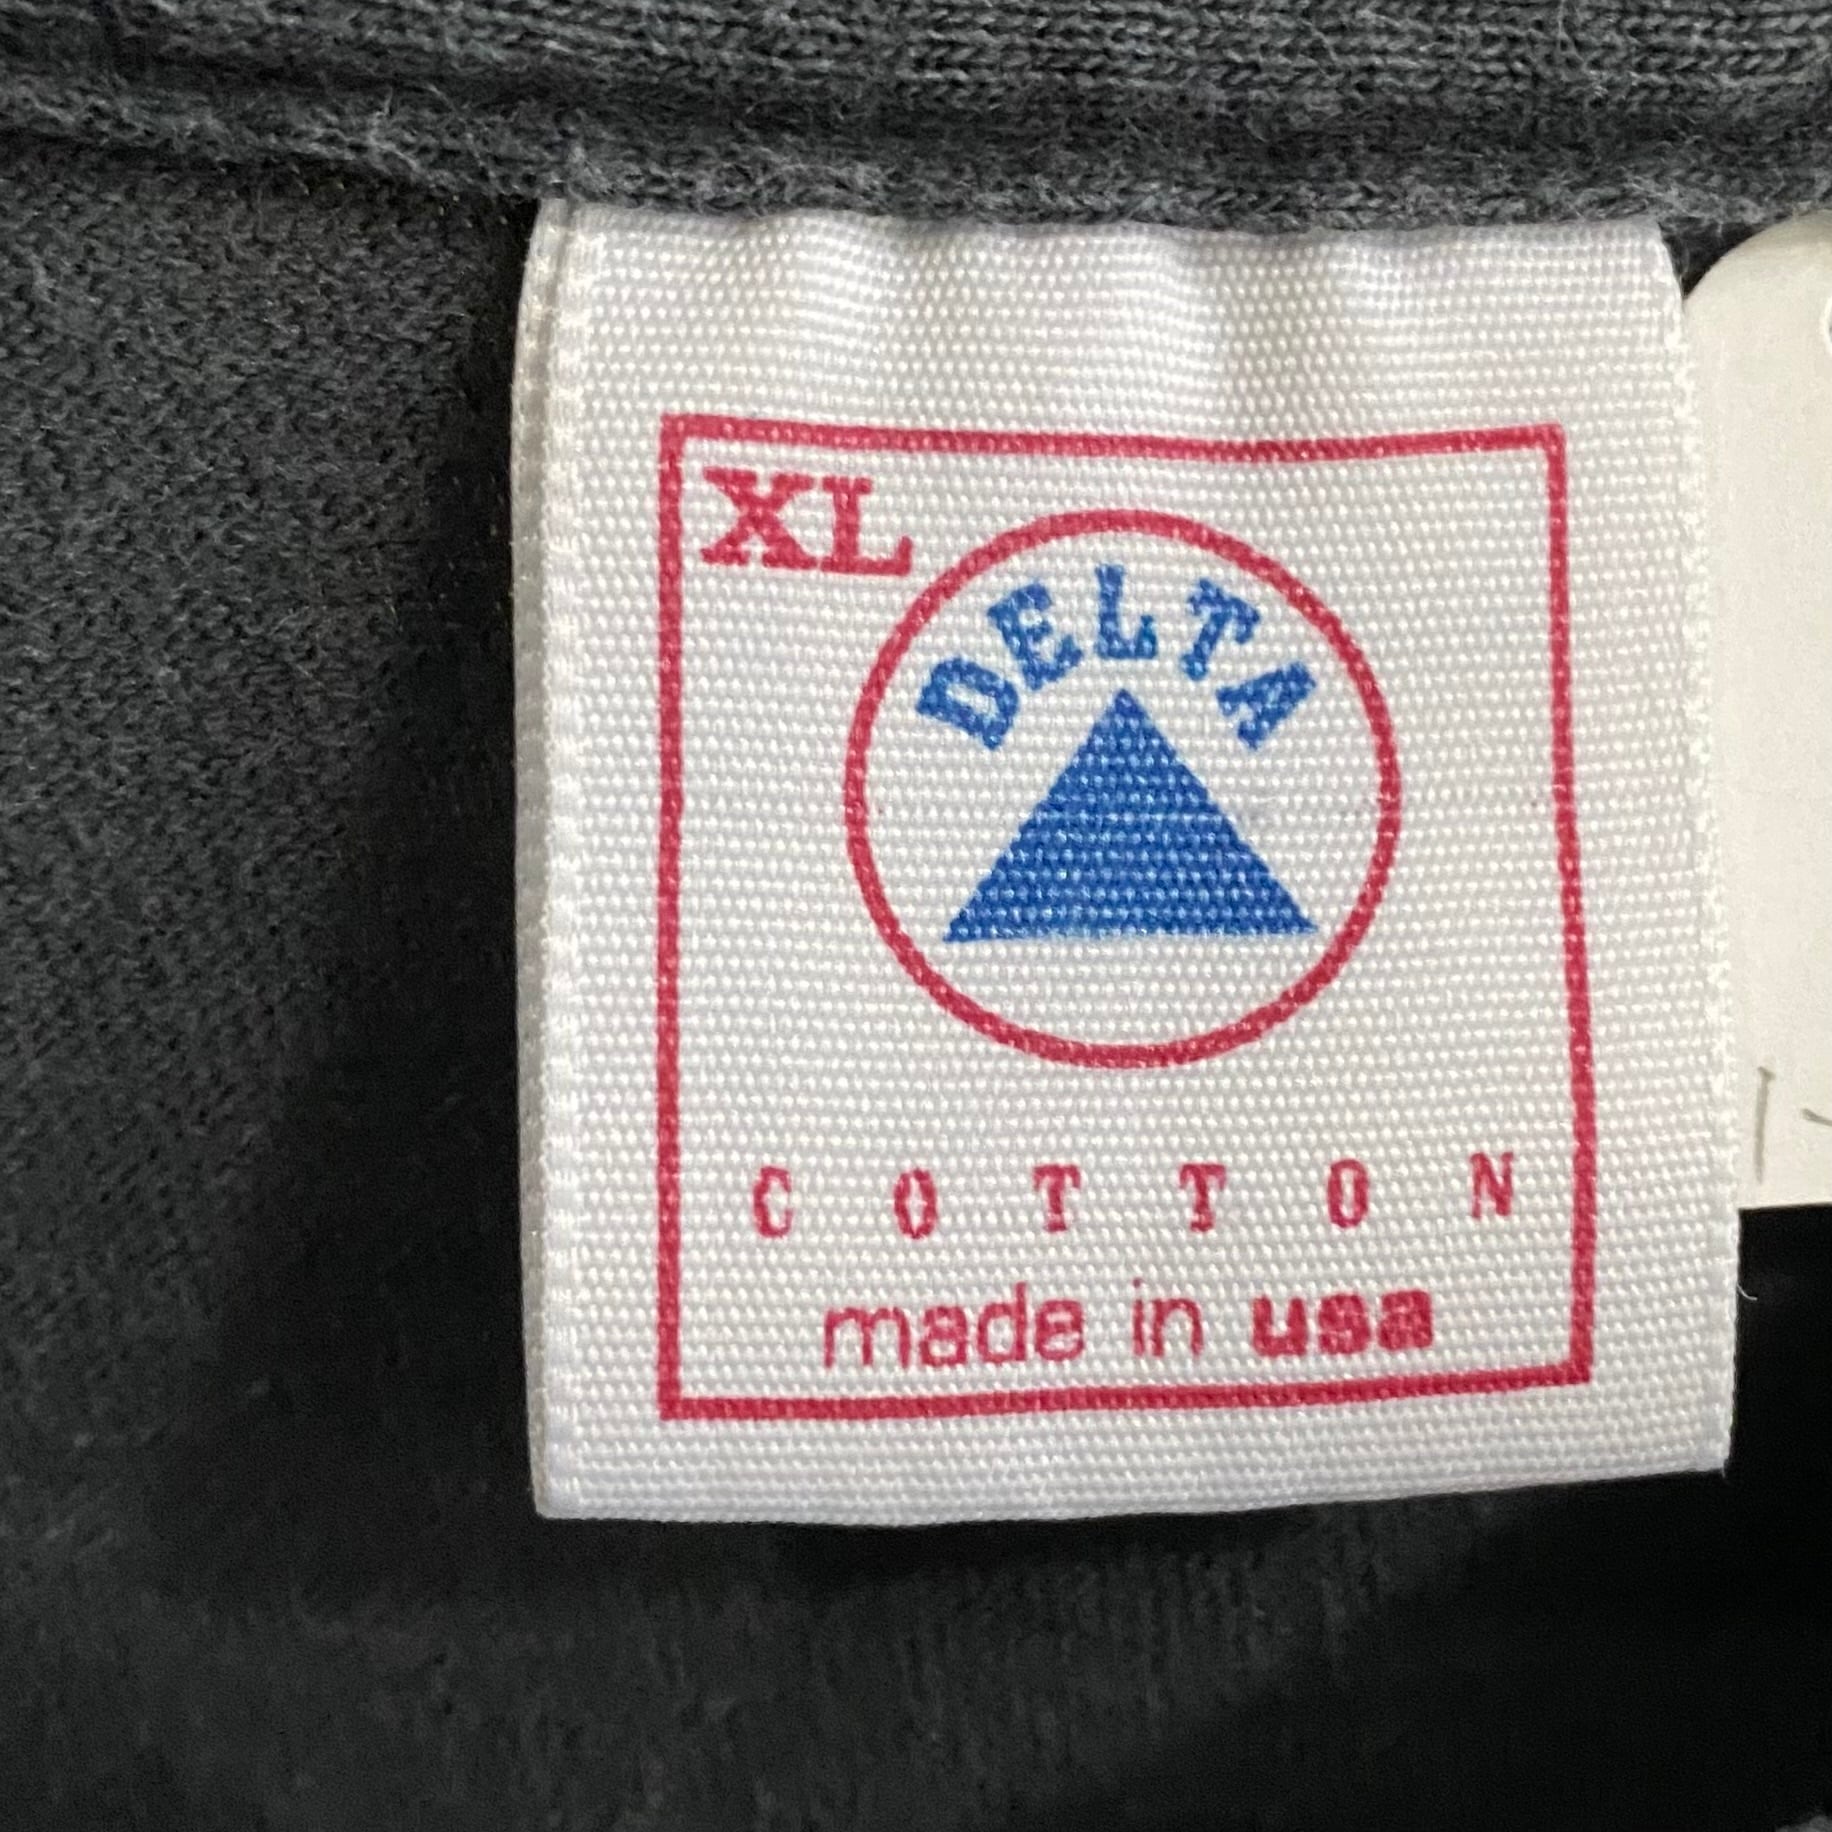 XL
DELTA
COTTON
made in usa